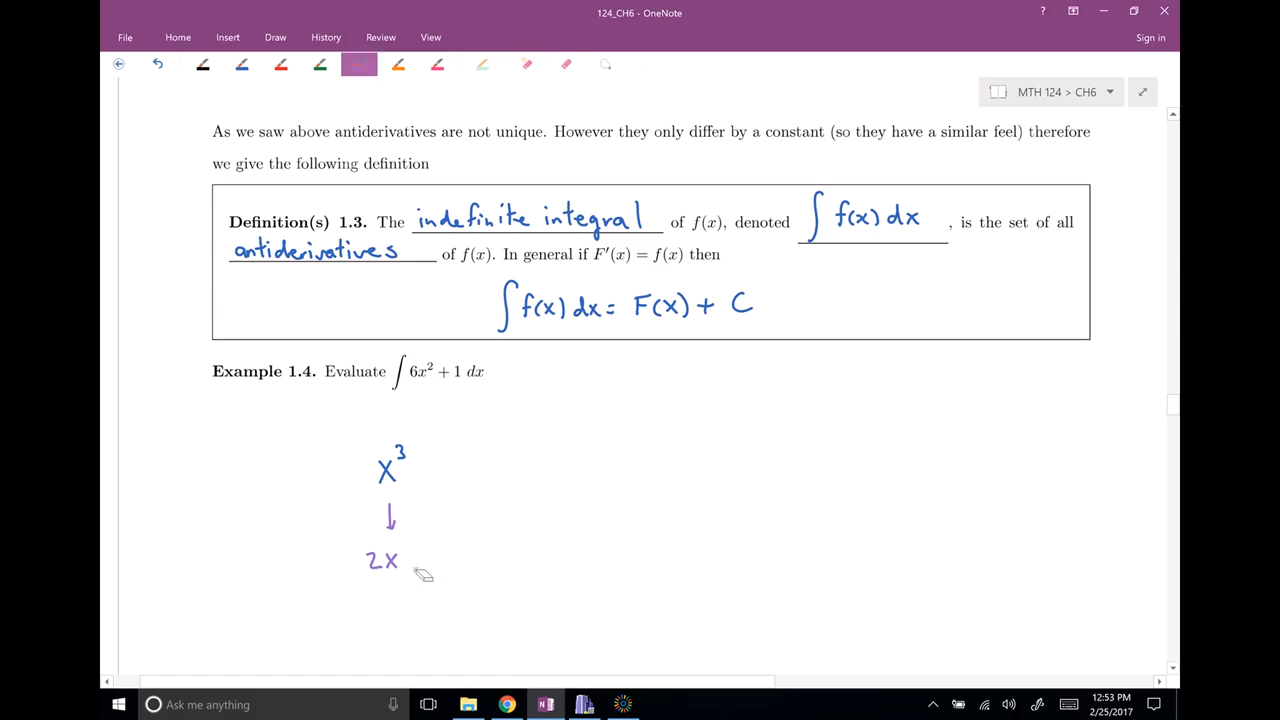 124_CH6 - OneNote
?
File Home Insert Draw History Review View Sign in
MTH 124 > CH6
As we saw above antiderivatives are not unique. However they only differ by a constant (so they have a similar feel) therefore
we give the following definition
Definition(s) 1.3. The indefinite integral of f(x), denoted ∫ f(x) dx , is the set of all
antiderivatives of f(x). In general if F′(x) = f(x) then
∫ f(x) dx = F(x) + C
Example 1.4. Evaluate ∫ 6x² + 1 dx
x³
↓
2x
Ask me anything
12:53 PM
2/25/2017